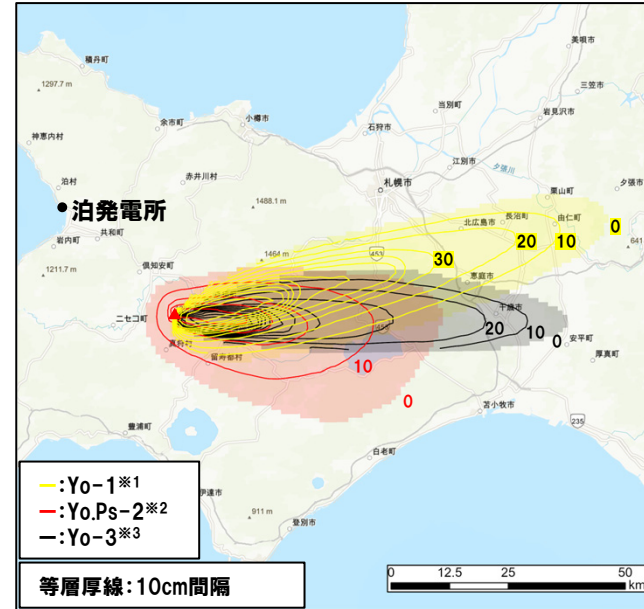 美唄市
積丹町
1297.7 m
三笠市
当別町
小樽市
岩見沢市
余市町
石狩市
神恵内村
江別市
夕張川
赤井川村
泊村
札幌市
夕張市
栗山町
1488.1 m
●泊発電所
長沼町
北広島市
由仁町
0
共和町
20
10
641
岩内町
1464 m
453
30
倶知安町
1211.7 m
恵庭市
千歳市
ニセコ町
20
10
0
安平町
真狩村
留寿都村
10
厚真町
0
苫小牧市
235
豊浦町
白老町
―:Yo-1※1
―:Yo.Ps-2※2
―:Yo-3※3
伊達市
911 m
登別市
等層厚線:10cm間隔
0 12.5 25 50
km